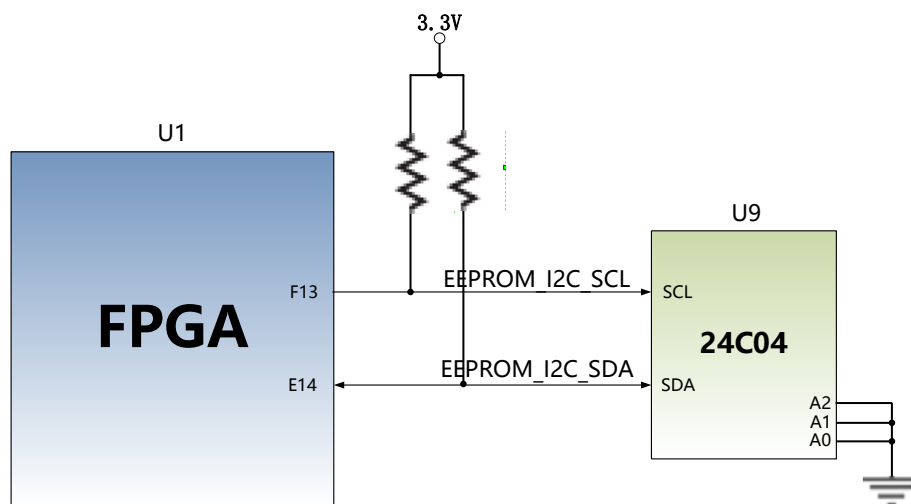 3.3V
U1
U9
F13
EEPROM_I2C_SCL
SCL
FPGA
24C04
E14
EEPROM_I2C_SDA
SDA
A2
A1
A0